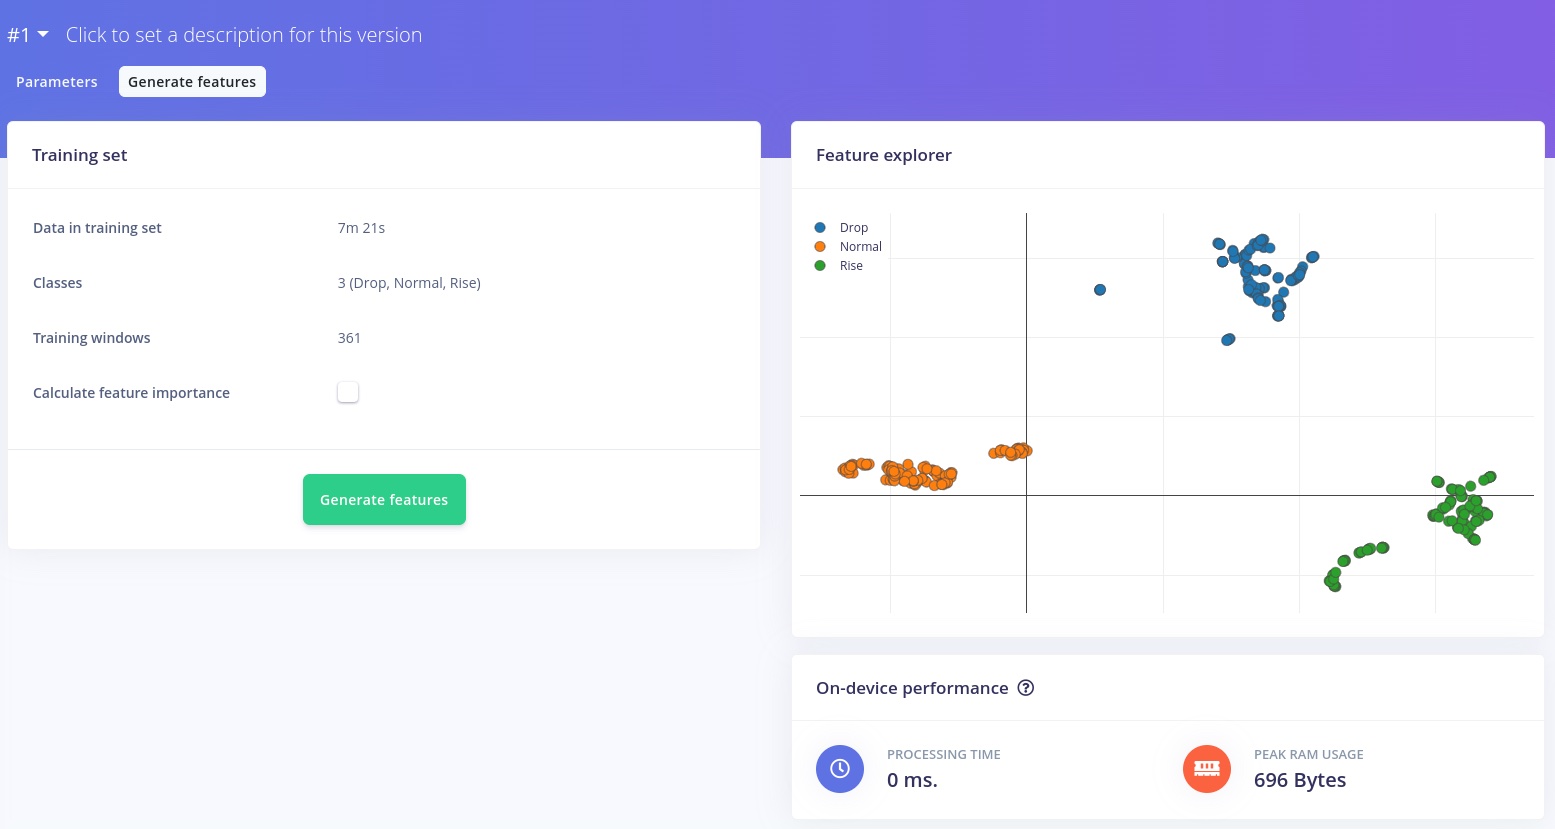 #1 Click to set a description for this version
Parameters Generate features
Training set
Data in training set 7m 21s
Classes 3 (Drop, Normal, Rise)
Training windows 361
Calculate feature importance
Generate features
Feature explorer
Drop
Normal
Rise
On-device performance
PROCESSING TIME
0 ms.
PEAK RAM USAGE
696 Bytes